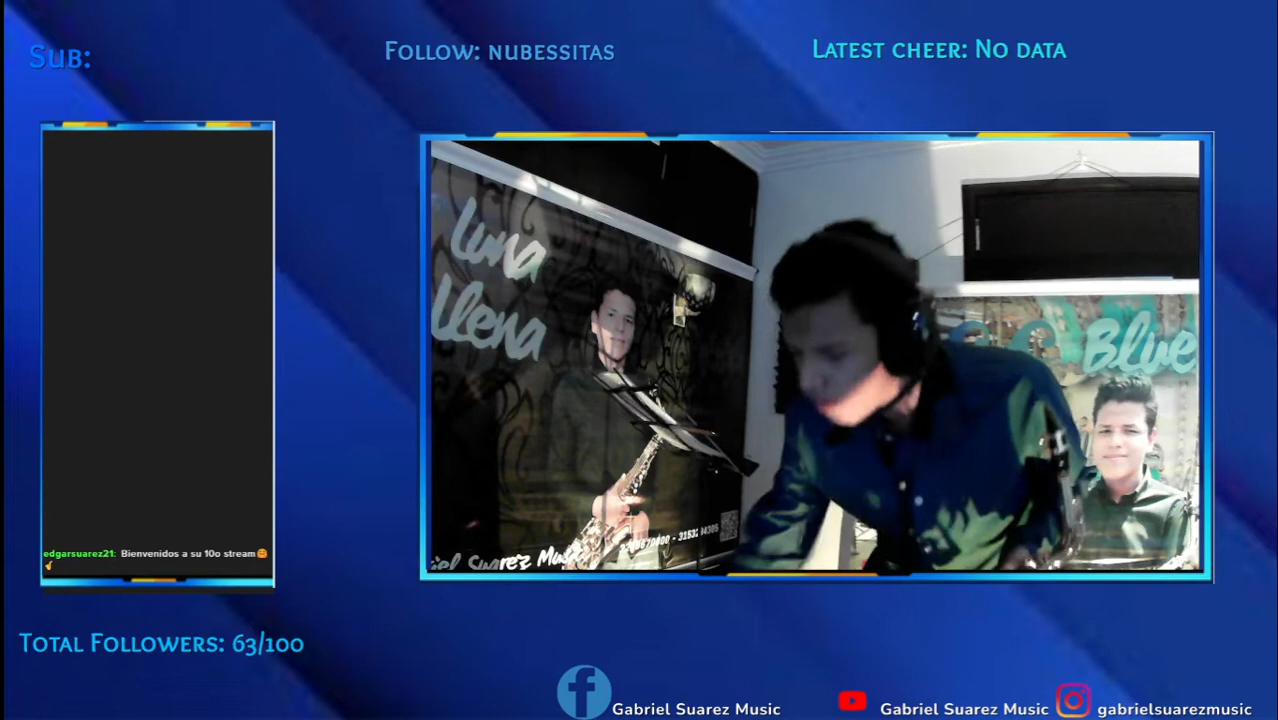 Sub:
Follow: nubessitas
Latest cheer: No data
Luna
Llena
Blue
edgarsuarez21: Bienvenidos a su 10o stream
Total Followers: 63/100
Gabriel Suarez Music
Gabriel Suarez Music
gabrielsuarezmusic